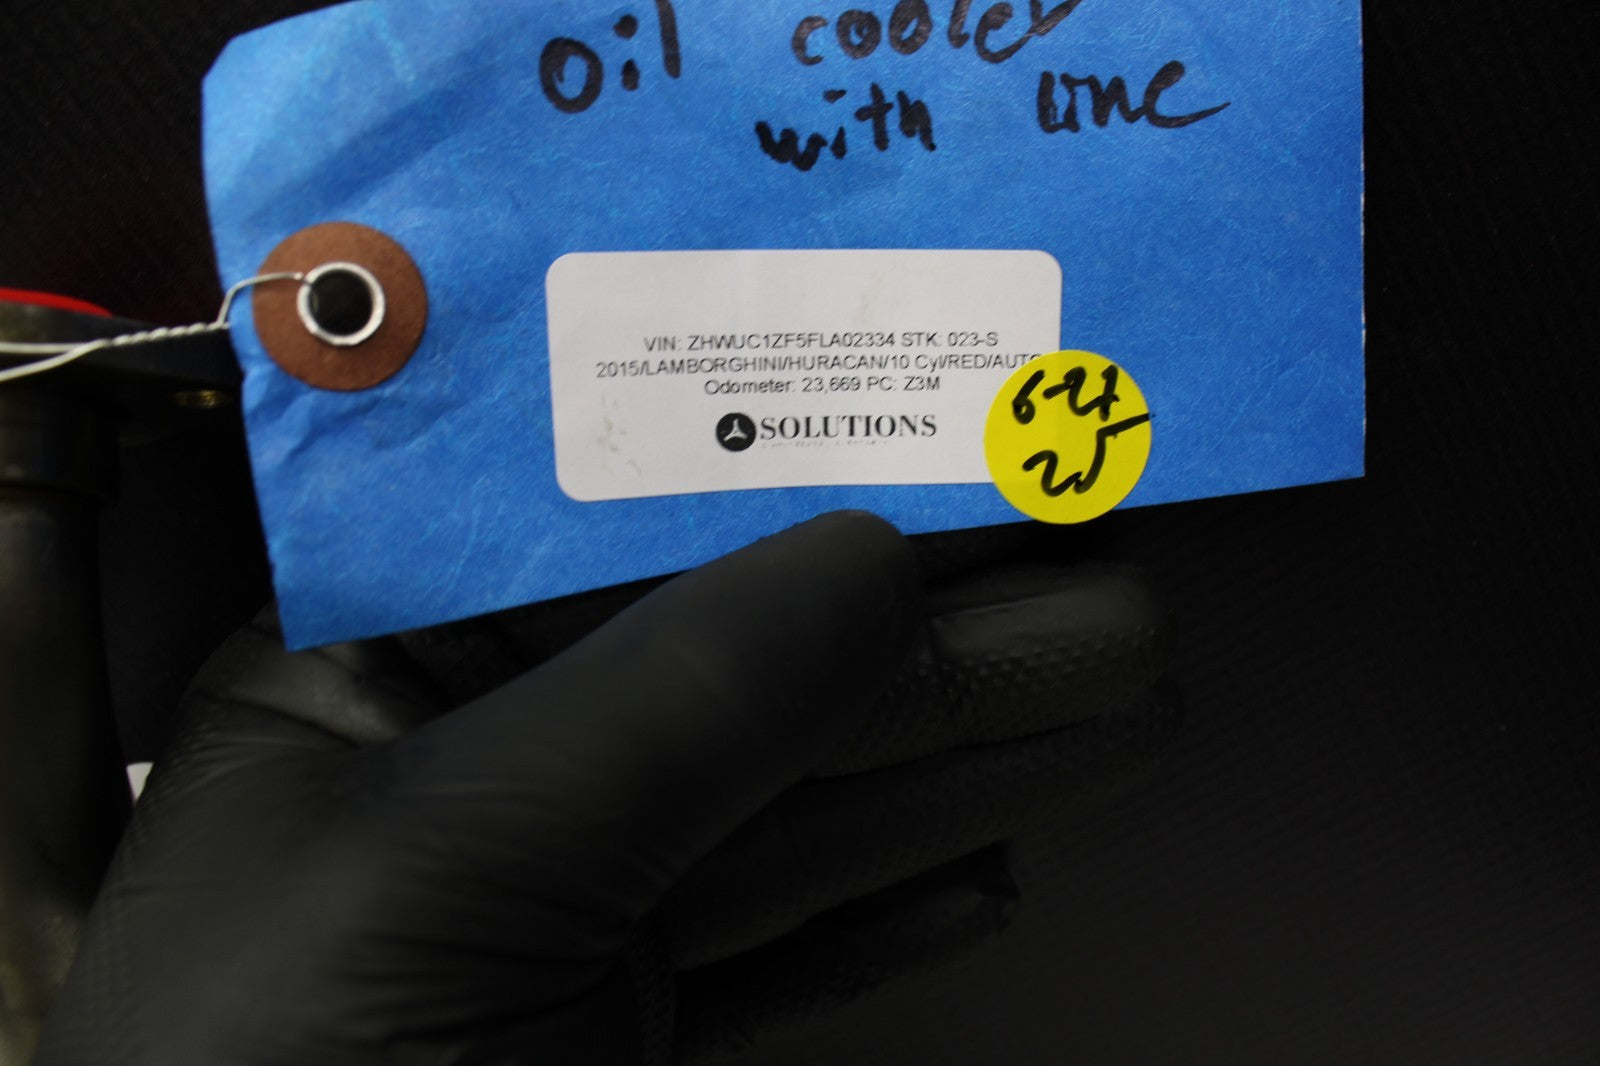 oil cooler
with line
VIN: ZHWUC1ZF5FLA02334 STK: 023-S
2015/LAMBORGHINI/HURACAN/10 Cyl/RED/AUTO
Odometer: 23,669 PC: Z3M
SOLUTIONS
6-27
25